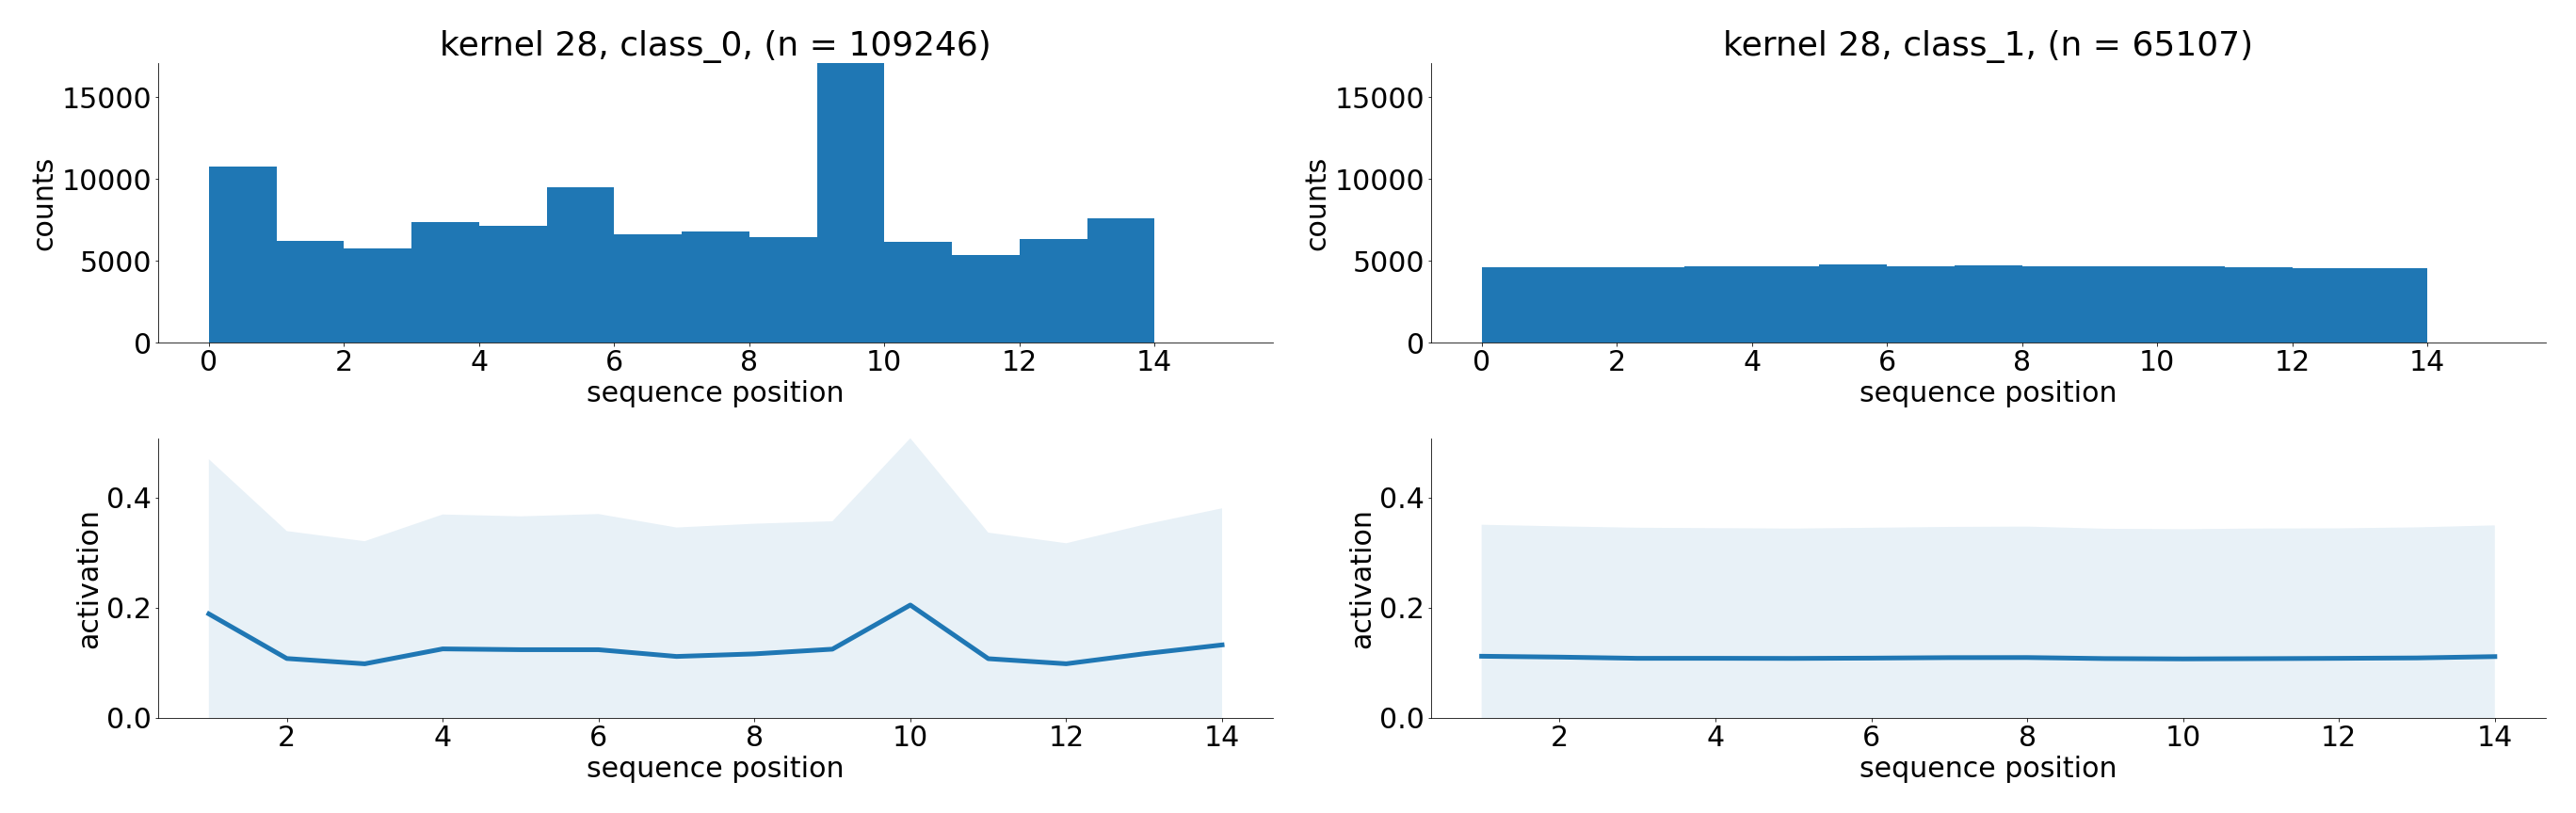 kernel 28, class_0, (n = 109246)
15000
10000
5000
0
counts
0 2 4 6 8 10 12 14
sequence position
kernel 28, class_1, (n = 65107)
15000
10000
5000
0
counts
0 2 4 6 8 10 12 14
sequence position
0.4
0.2
0.0
activation
2 4 6 8 10 12 14
sequence position
0.4
0.2
0.0
activation
2 4 6 8 10 12 14
sequence position